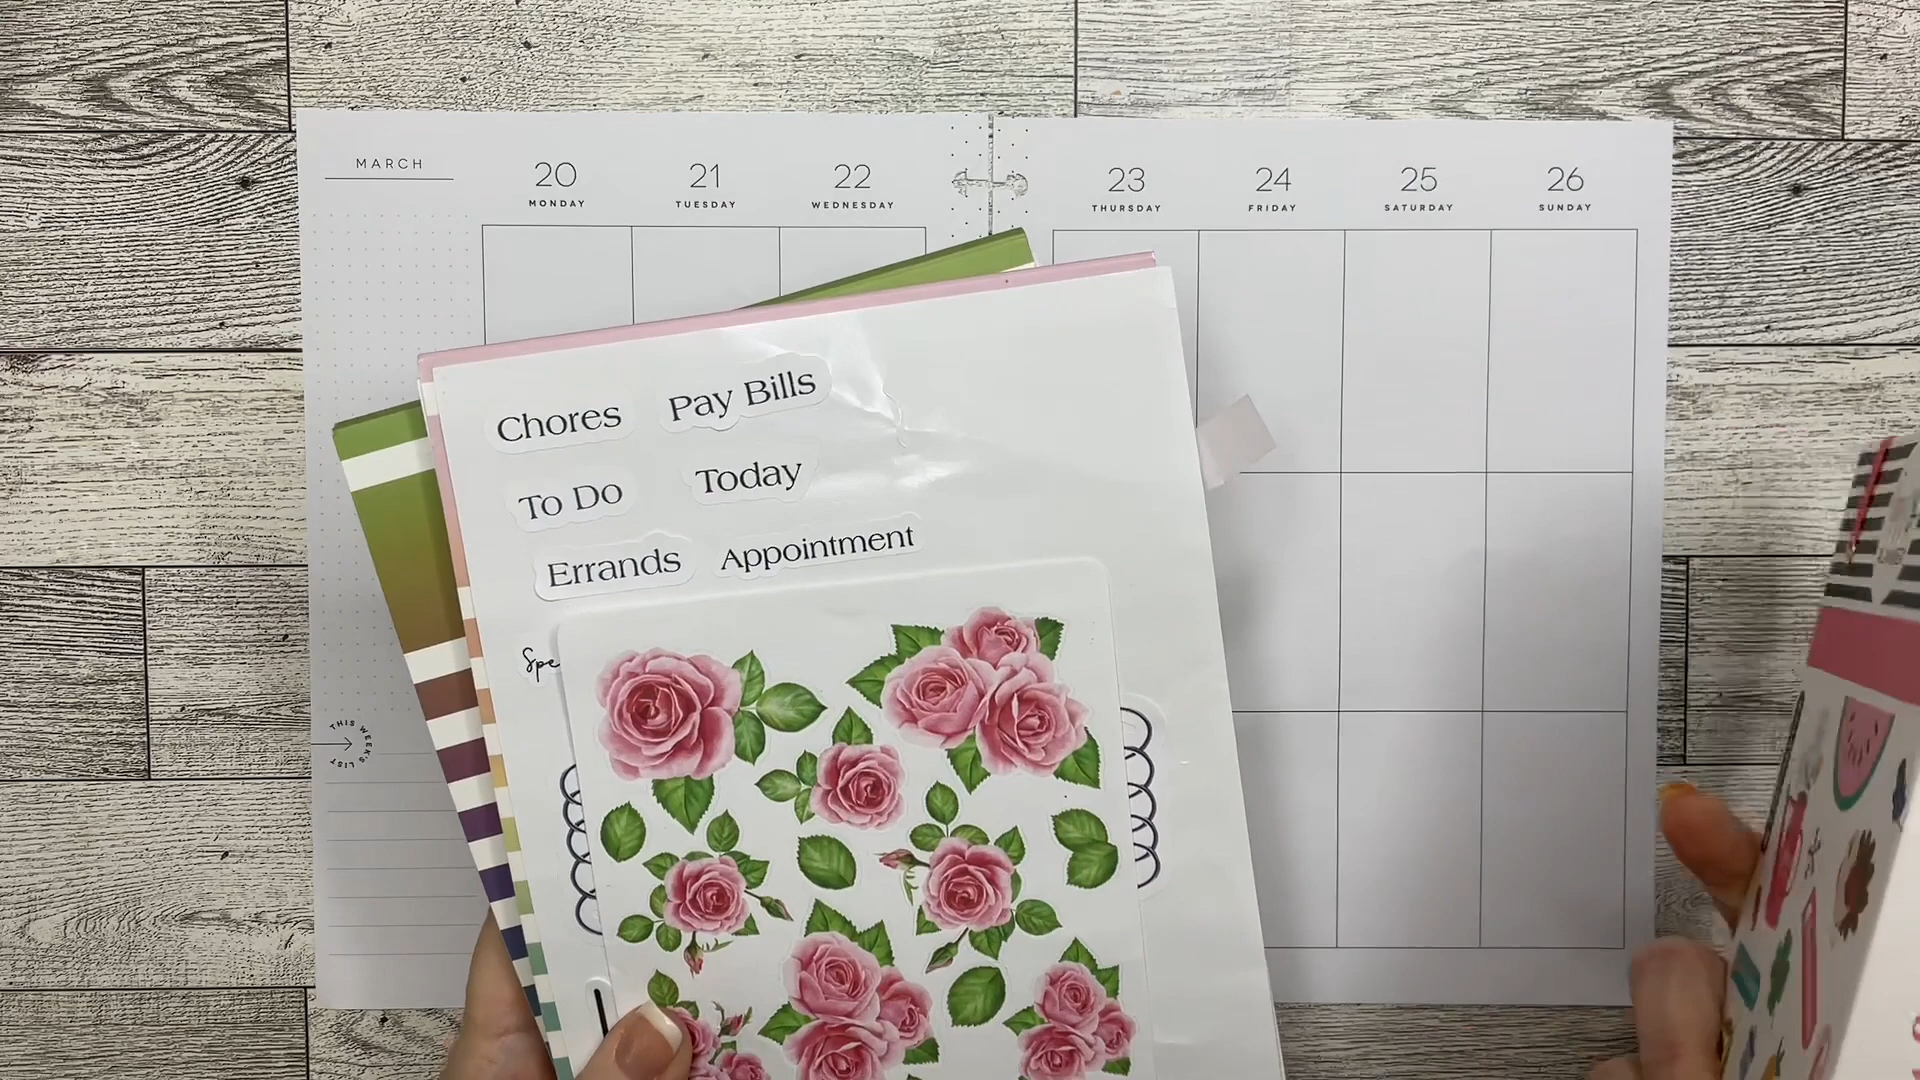 MARCH
20 21 22 23 24 25 26
MONDAY TUESDAY WEDNESDAY THURSDAY FRIDAY SATURDAY SUNDAY
Chores Pay Bills
To Do Today
Errands Appointment
Spe
THIS WEEK'S LIST